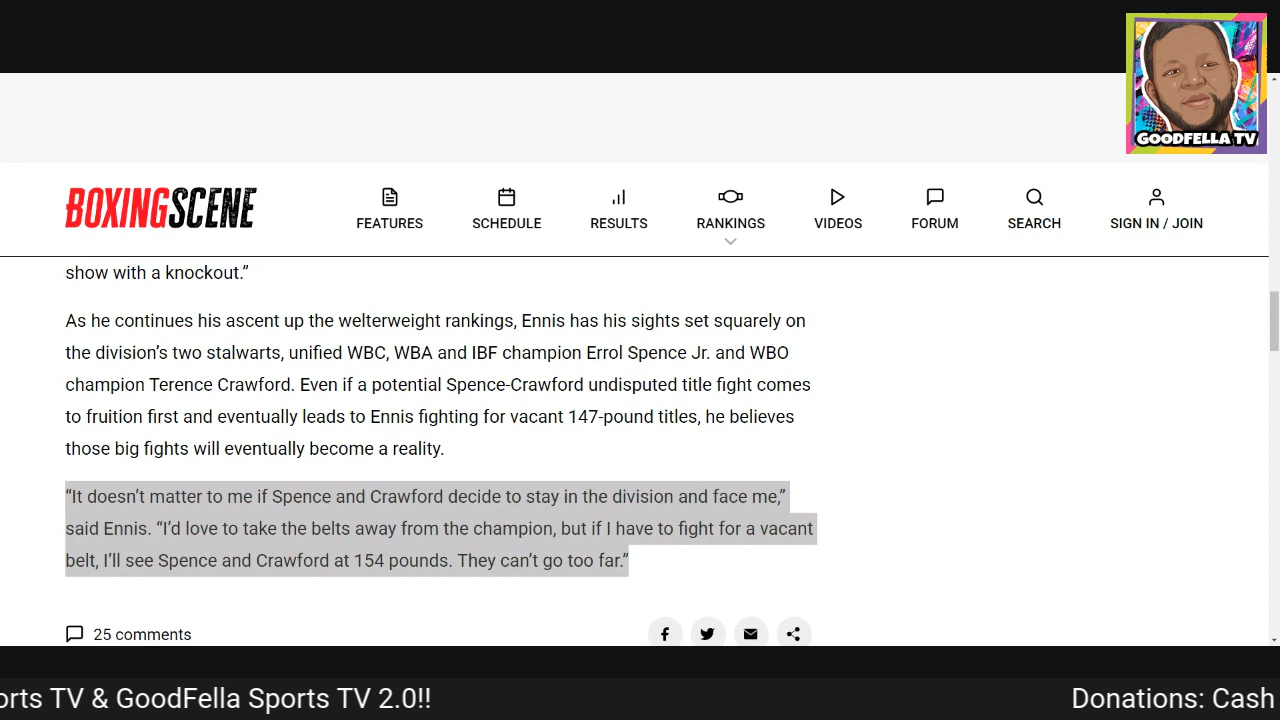 GOODFELLA TV
BOXINGSCENE
FEATURES
SCHEDULE
RESULTS
RANKINGS
VIDEOS
FORUM
SEARCH
SIGN IN / JOIN
show with a knockout.”
As he continues his ascent up the welterweight rankings, Ennis has his sights set squarely on
the division’s two stalwarts, unified WBC, WBA and IBF champion Errol Spence Jr. and WBO
champion Terence Crawford. Even if a potential Spence-Crawford undisputed title fight comes
to fruition first and eventually leads to Ennis fighting for vacant 147-pound titles, he believes
those big fights will eventually become a reality.
“It doesn’t matter to me if Spence and Crawford decide to stay in the division and face me,”
said Ennis. “I’d love to take the belts away from the champion, but if I have to fight for a vacant
belt, I’ll see Spence and Crawford at 154 pounds. They can’t go too far.”
25 comments
orts TV & GoodFella Sports TV 2.0!!
Donations: Cash